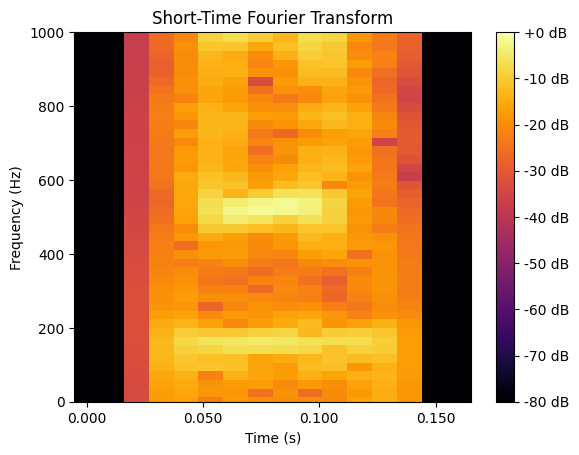 Short-Time Fourier Transform
1000
800
600
400
200
0
Frequency (Hz)
0.000
0.050
0.100
0.150
Time (s)
+0 dB
-10 dB
-20 dB
-30 dB
-40 dB
-50 dB
-60 dB
-70 dB
-80 dB